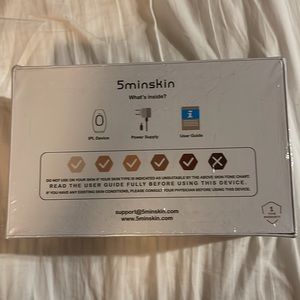 5minskin
What's inside?
IPL Device
Power Supply
User Guide
DO NOT USE ON YOUR SKIN IF YOUR SKIN TYPE IS INDICATED AS UNSUITABLE BY THE ABOVE SKIN-TONE CHART.
READ THE USER GUIDE FULLY BEFORE USING THIS DEVICE.
IF YOU HAVE ANY EXISTING SKIN CONDITIONS, PLEASE CONSULT YOUR PHYSICIAN BEFORE USING THIS DEVICE.
support@5minskin.com
www.5minskin.com
1